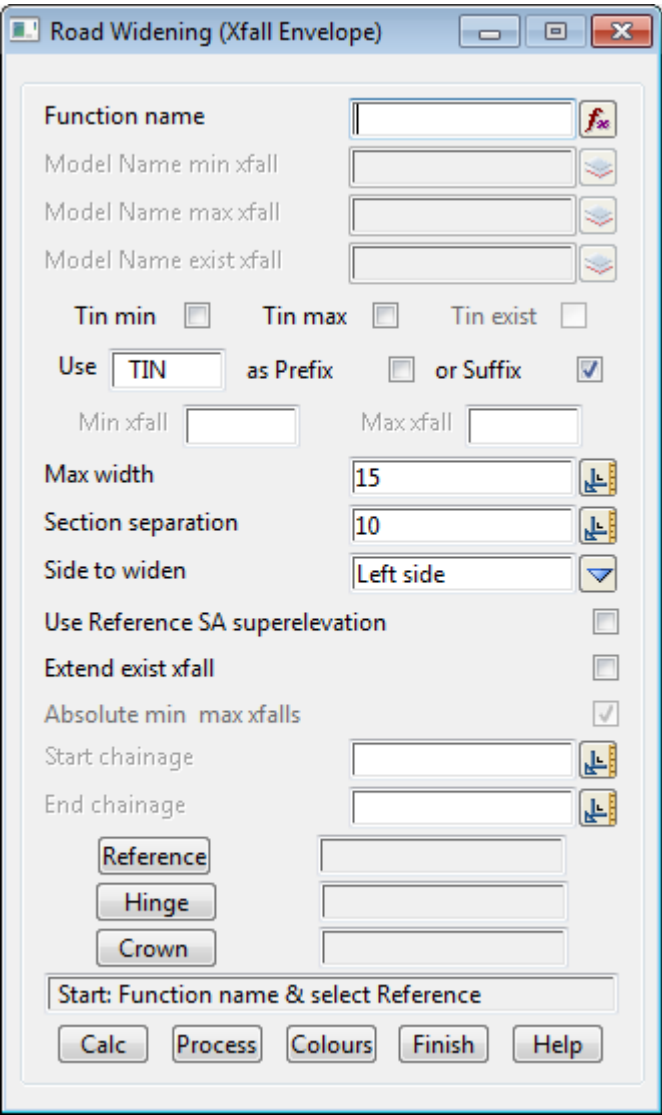 Road Widening (Xfall Envelope)
Function name
Model Name min xfall
Model Name max xfall
Model Name exist xfall
Tin min Tin max Tin exist
Use TIN as Prefix or Suffix
Min xfall Max xfall
Max width 15
Section separation 10
Side to widen Left side
Use Reference SA superelevation
Extend exist xfall
Absolute min max xfalls
Start chainage
End chainage
Reference
Hinge
Crown
Start: Function name & select Reference
Calc Process Colours Finish Help